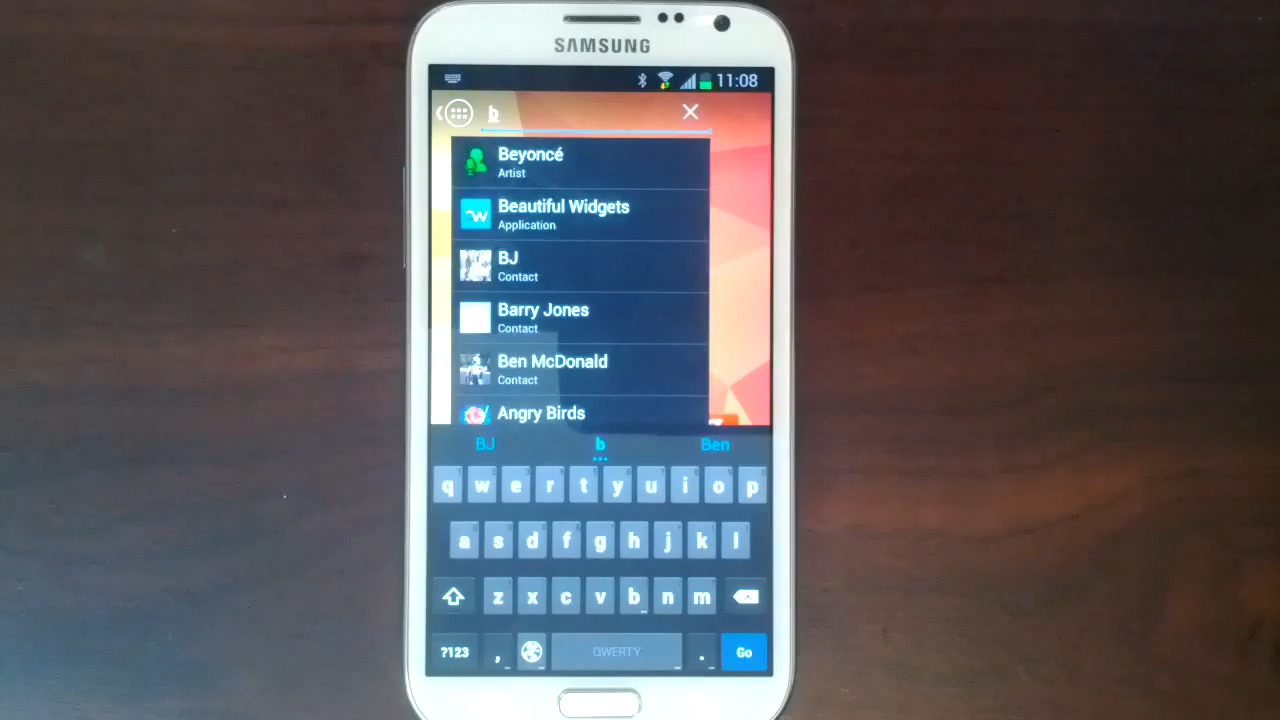 SAMSUNG
11:08
b
Beyoncé
Artist
Beautiful Widgets
Application
BJ
Contact
Barry Jones
Contact
Ben McDonald
Contact
Angry Birds
BJ b Ben
q w e r t y u i o p
a s d f g h j k l
z x c v b n m
?123 , QWERTY . Go